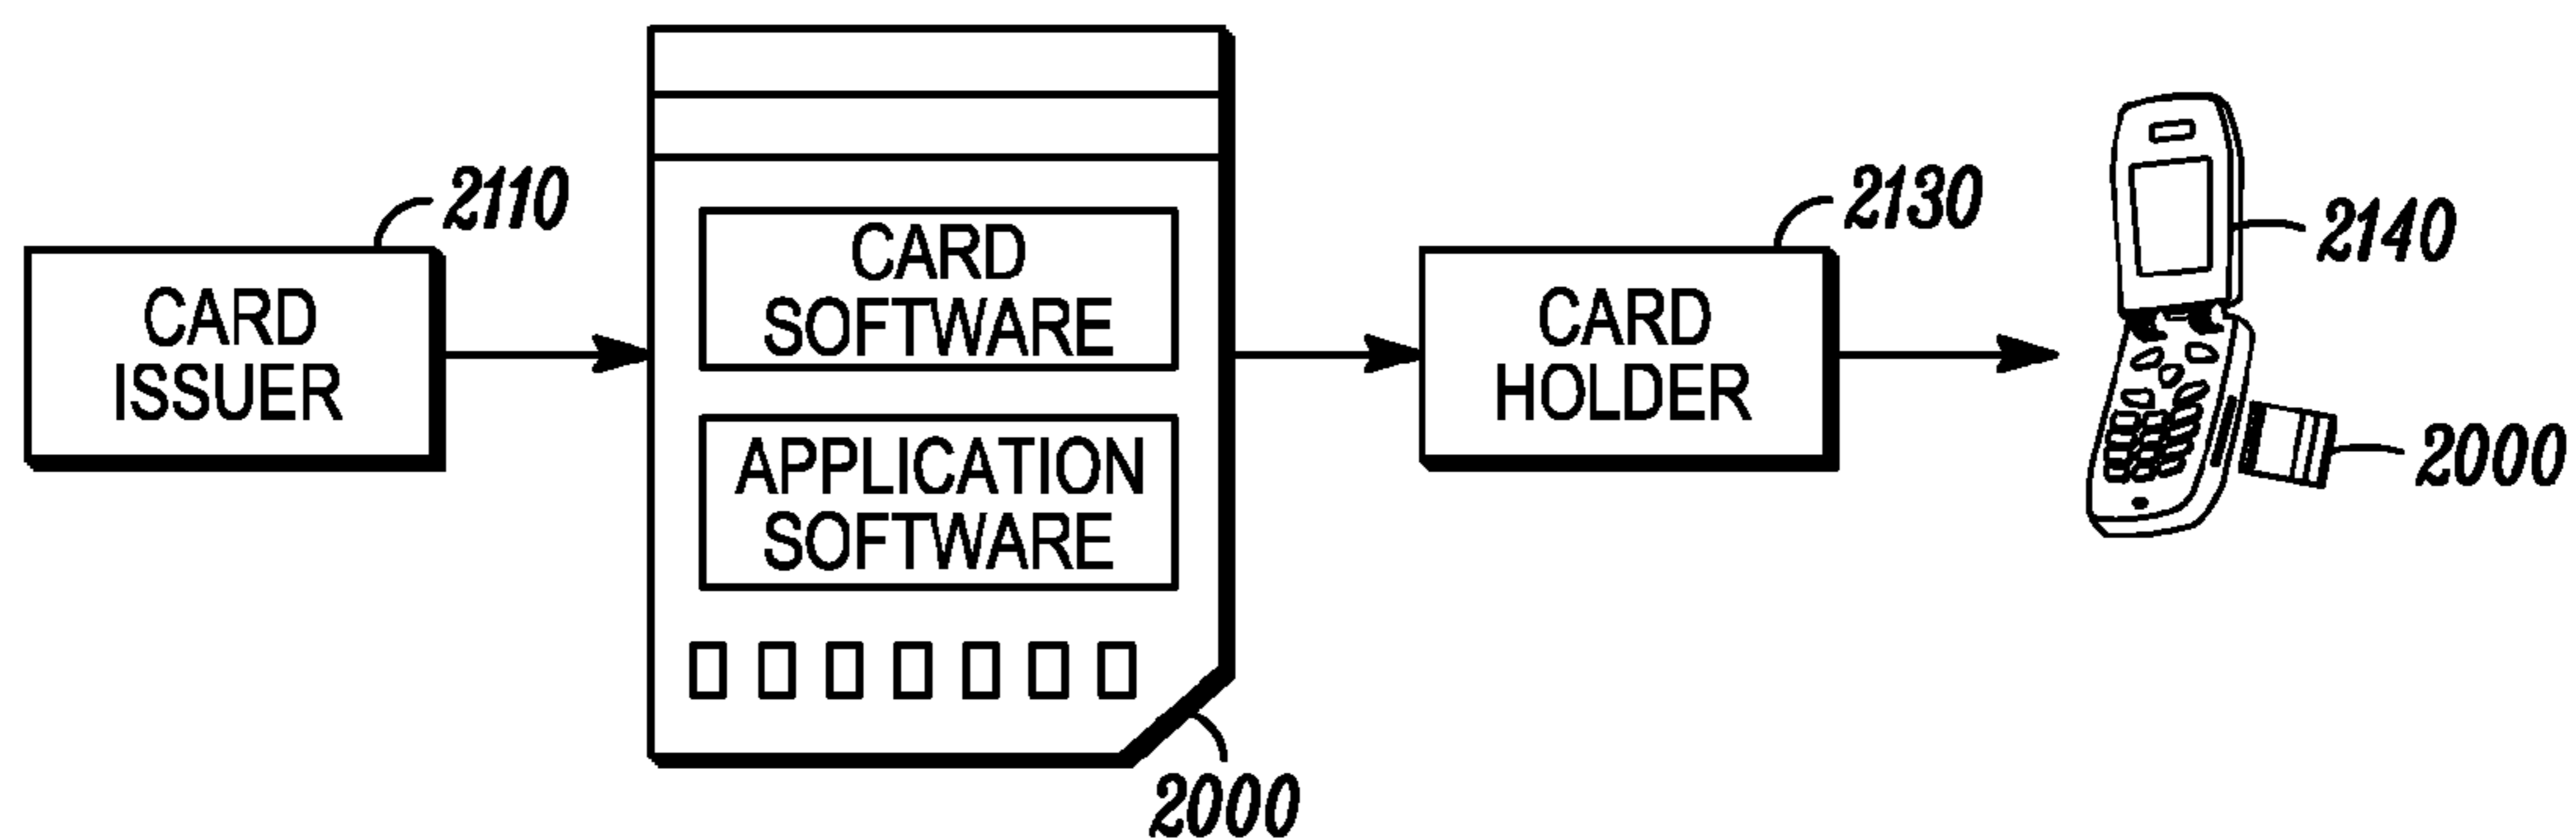 2110
CARD
ISSUER
CARD
SOFTWARE
APPLICATION
SOFTWARE
2000
2130
CARD
HOLDER
2140
2000